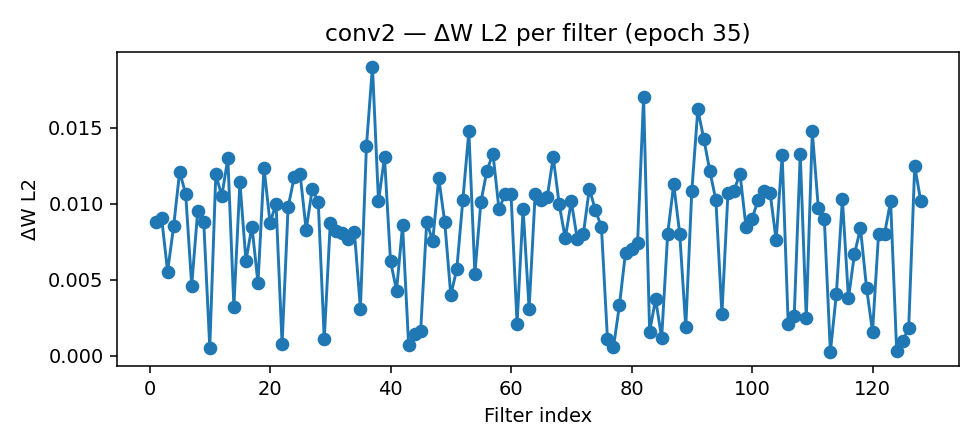 conv2 — ΔW L2 per filter (epoch 35)
ΔW L2
0.015
0.010
0.005
0.000
0 20 40 60 80 100 120
Filter index